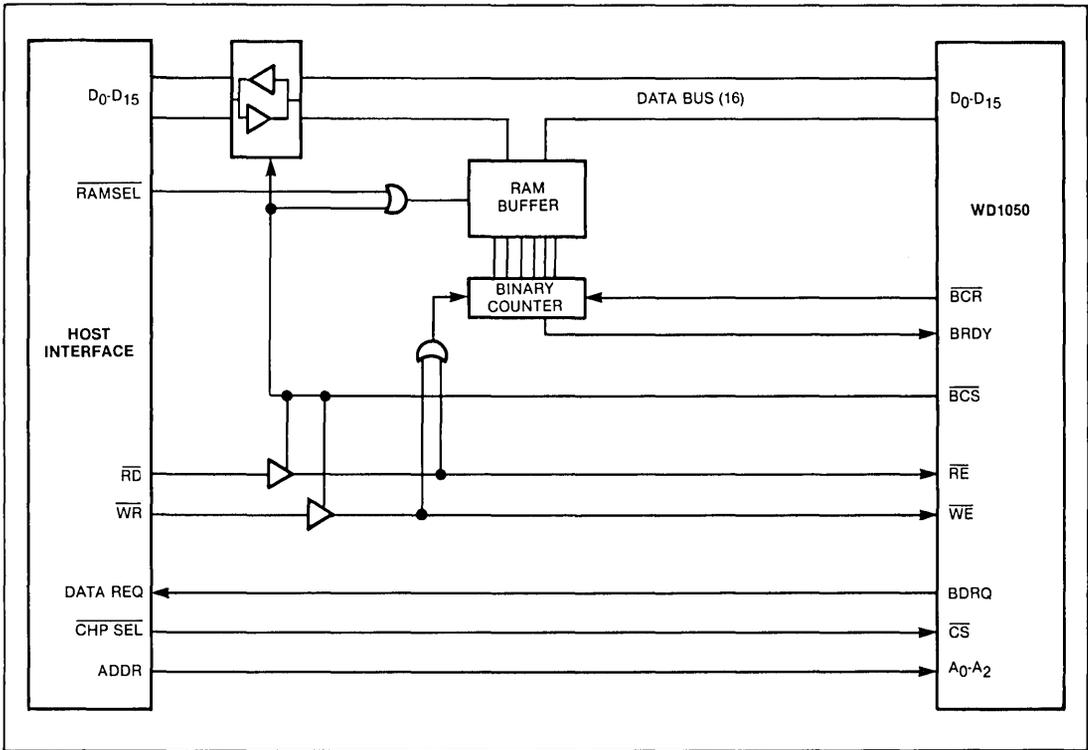 D0-D15
DATA BUS (16)
D0-D15
RAMSEL
RAM
BUFFER
WD1050
BINARY
COUNTER
BCR
HOST
INTERFACE
BRDY
BCS
RD
RE
WR
WE
DATA REQ
BDRQ
CHP SEL
CS
ADDR
A0-A2